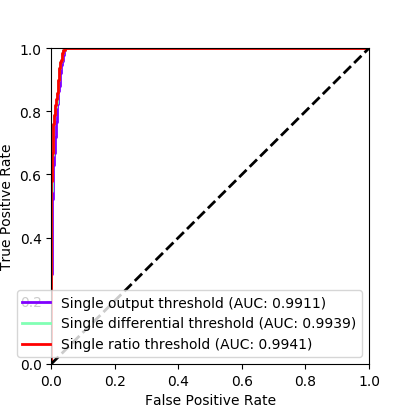 1.0
0.8
0.6
0.4
0.2
0.0
True Positive Rate
Single output threshold (AUC: 0.9911)
Single differential threshold (AUC: 0.9939)
Single ratio threshold (AUC: 0.9941)
0.0 0.2 0.4 0.6 0.8 1.0
False Positive Rate